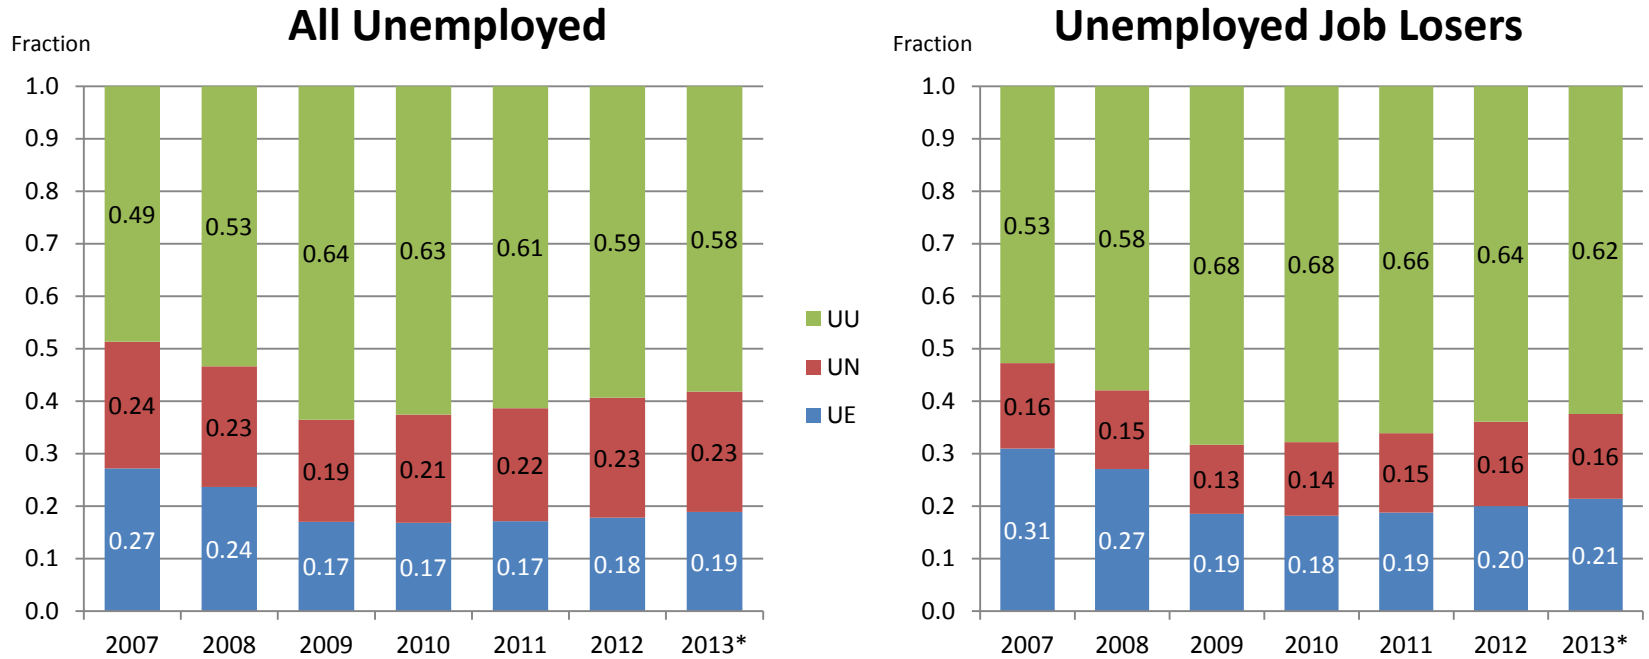 All Unemployed
Fraction
1.0
0.9
0.8
0.7
0.6
0.5
0.4
0.3
0.2
0.1
0.0
0.49 0.53 0.64 0.63 0.61 0.59 0.58
0.24 0.23 0.19 0.21 0.22 0.23 0.23
0.27 0.24 0.17 0.17 0.17 0.18 0.19
2007 2008 2009 2010 2011 2012 2013*
UU
UN
UE
Unemployed Job Losers
Fraction
1.0
0.9
0.8
0.7
0.6
0.5
0.4
0.3
0.2
0.1
0.0
0.53 0.58 0.68 0.68 0.66 0.64 0.62
0.16 0.15 0.13 0.14 0.15 0.16 0.16
0.31 0.27 0.19 0.18 0.19 0.20 0.21
2007 2008 2009 2010 2011 2012 2013*